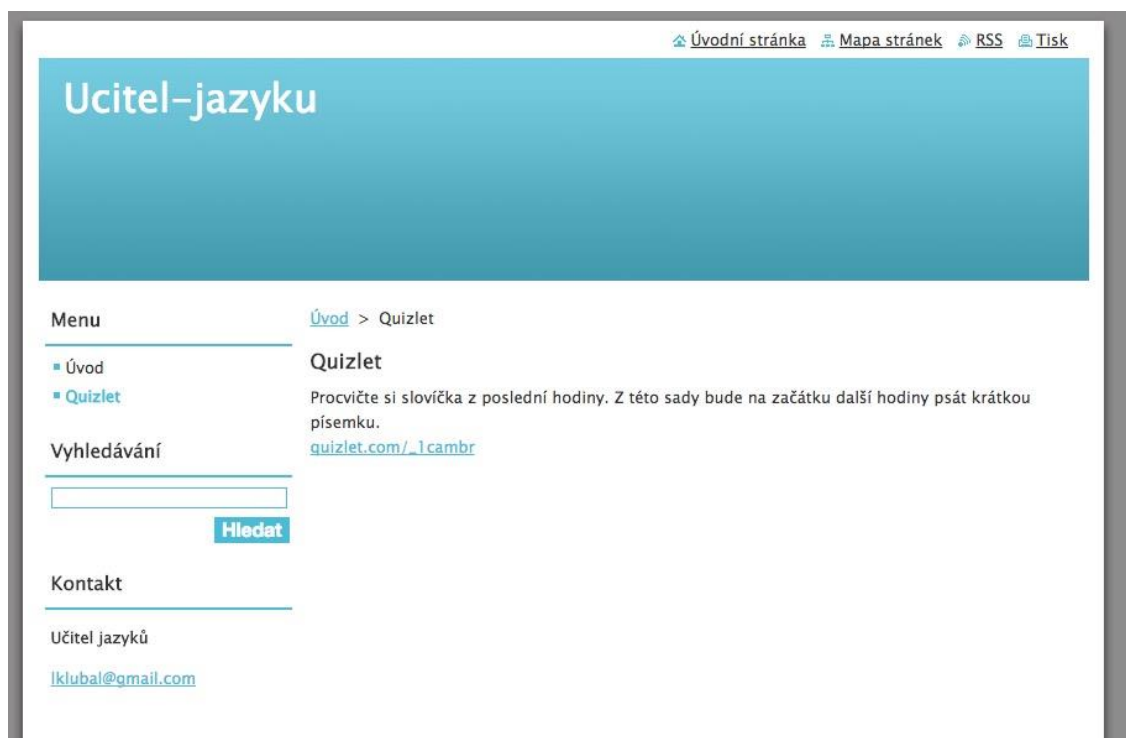 Úvodní stránka Mapa stránek RSS Tisk
Ucitel-jazyku
Menu
Úvod
Quizlet
Vyhledávání
Hledat
Kontakt
Učitel jazyků
lklubal@gmail.com
Úvod > Quizlet
Quizlet
Procvičte si slovíčka z poslední hodiny. Z této sady bude na začátku další hodiny psát krátkou
písemku.
quizlet.com/_1cambr